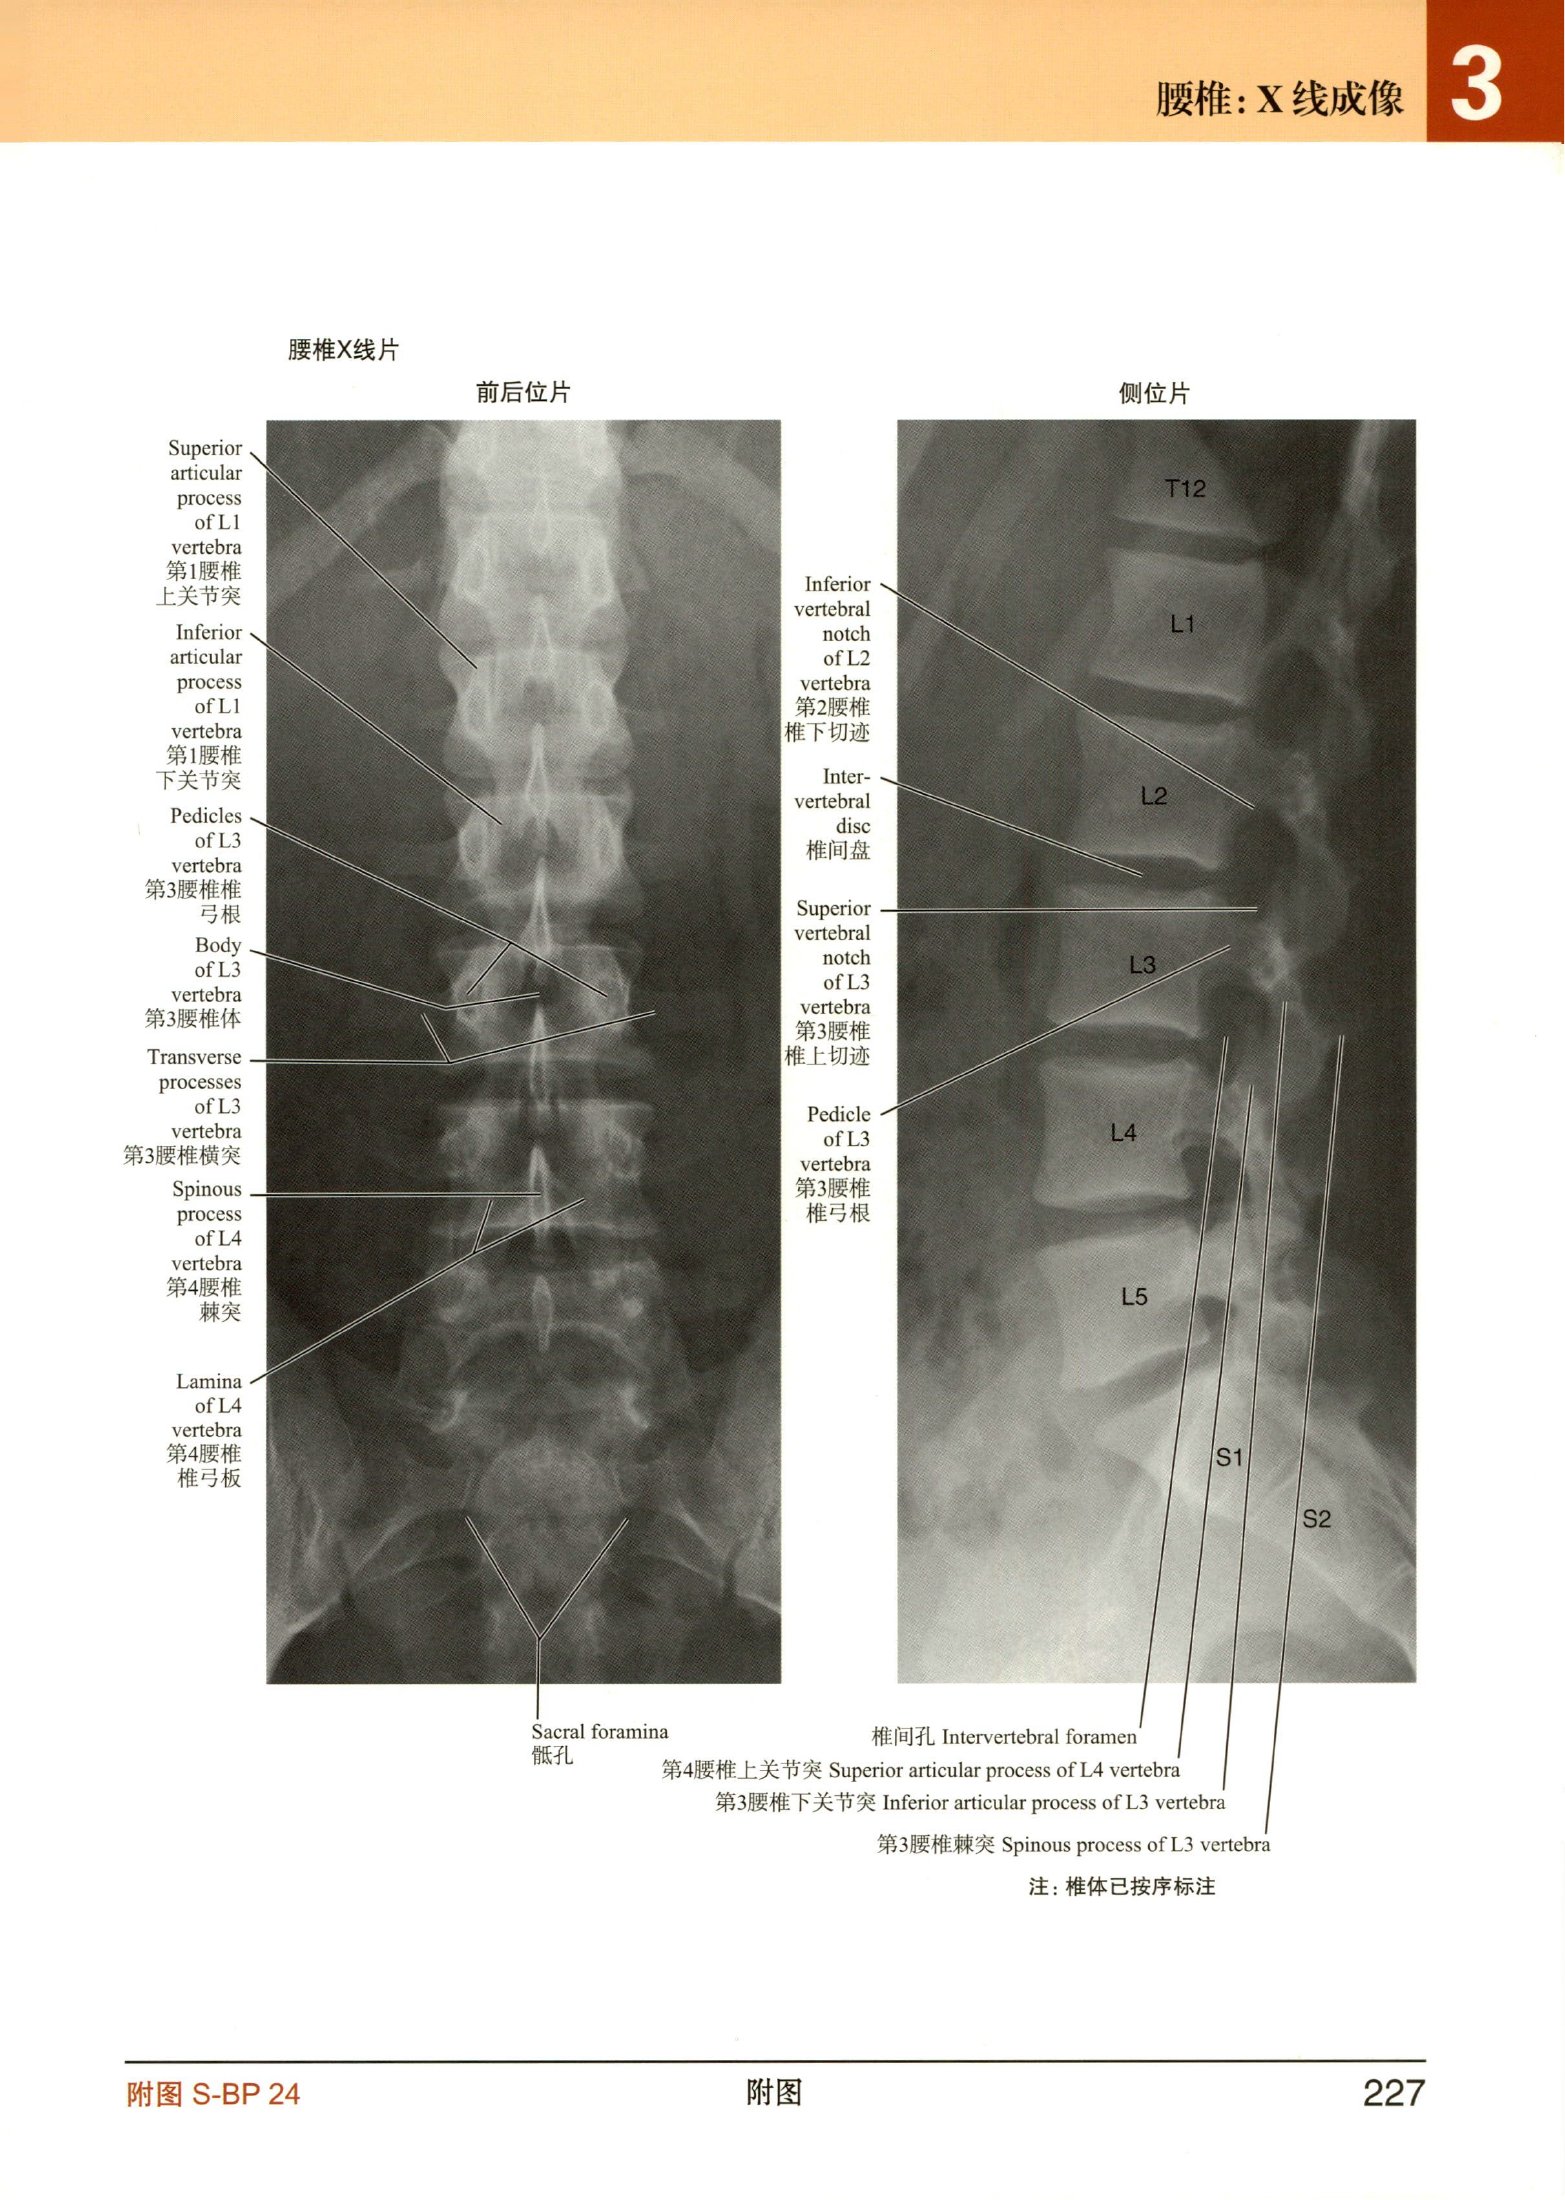 腰椎：X 线成像
3
腰椎X线片
前后位片
侧位片
Superior
articular
process
of L1
vertebra
第1腰椎
上关节突
Inferior
articular
process
of L1
vertebra
第1腰椎
下关节突
Pedicles
of L3
vertebra
第3腰椎椎
弓根
Body
of L3
vertebra
第3腰椎体
Transverse
processes
of L3
vertebra
第3腰椎横突
Spinous
process
of L4
vertebra
第4腰椎
棘突
Lamina
of L4
vertebra
第4腰椎
椎弓板
Sacral foramina
骶孔
Inferior
vertebral
notch
of L2
vertebra
第2腰椎
椎下切迹
Inter-
vertebral
disc
椎间盘
Superior
vertebral
notch
of L3
vertebra
第3腰椎
椎上切迹
Pedicle
of L3
vertebra
第3腰椎
椎弓根
T12
L1
L2
L3
L4
L5
S1
S2
椎间孔 Intervertebral foramen
第4腰椎上关节突 Superior articular process of L4 vertebra
第3腰椎下关节突 Inferior articular process of L3 vertebra
第3腰椎棘突 Spinous process of L3 vertebra
注：椎体已按序标注
附图 S-BP 24
附图
227